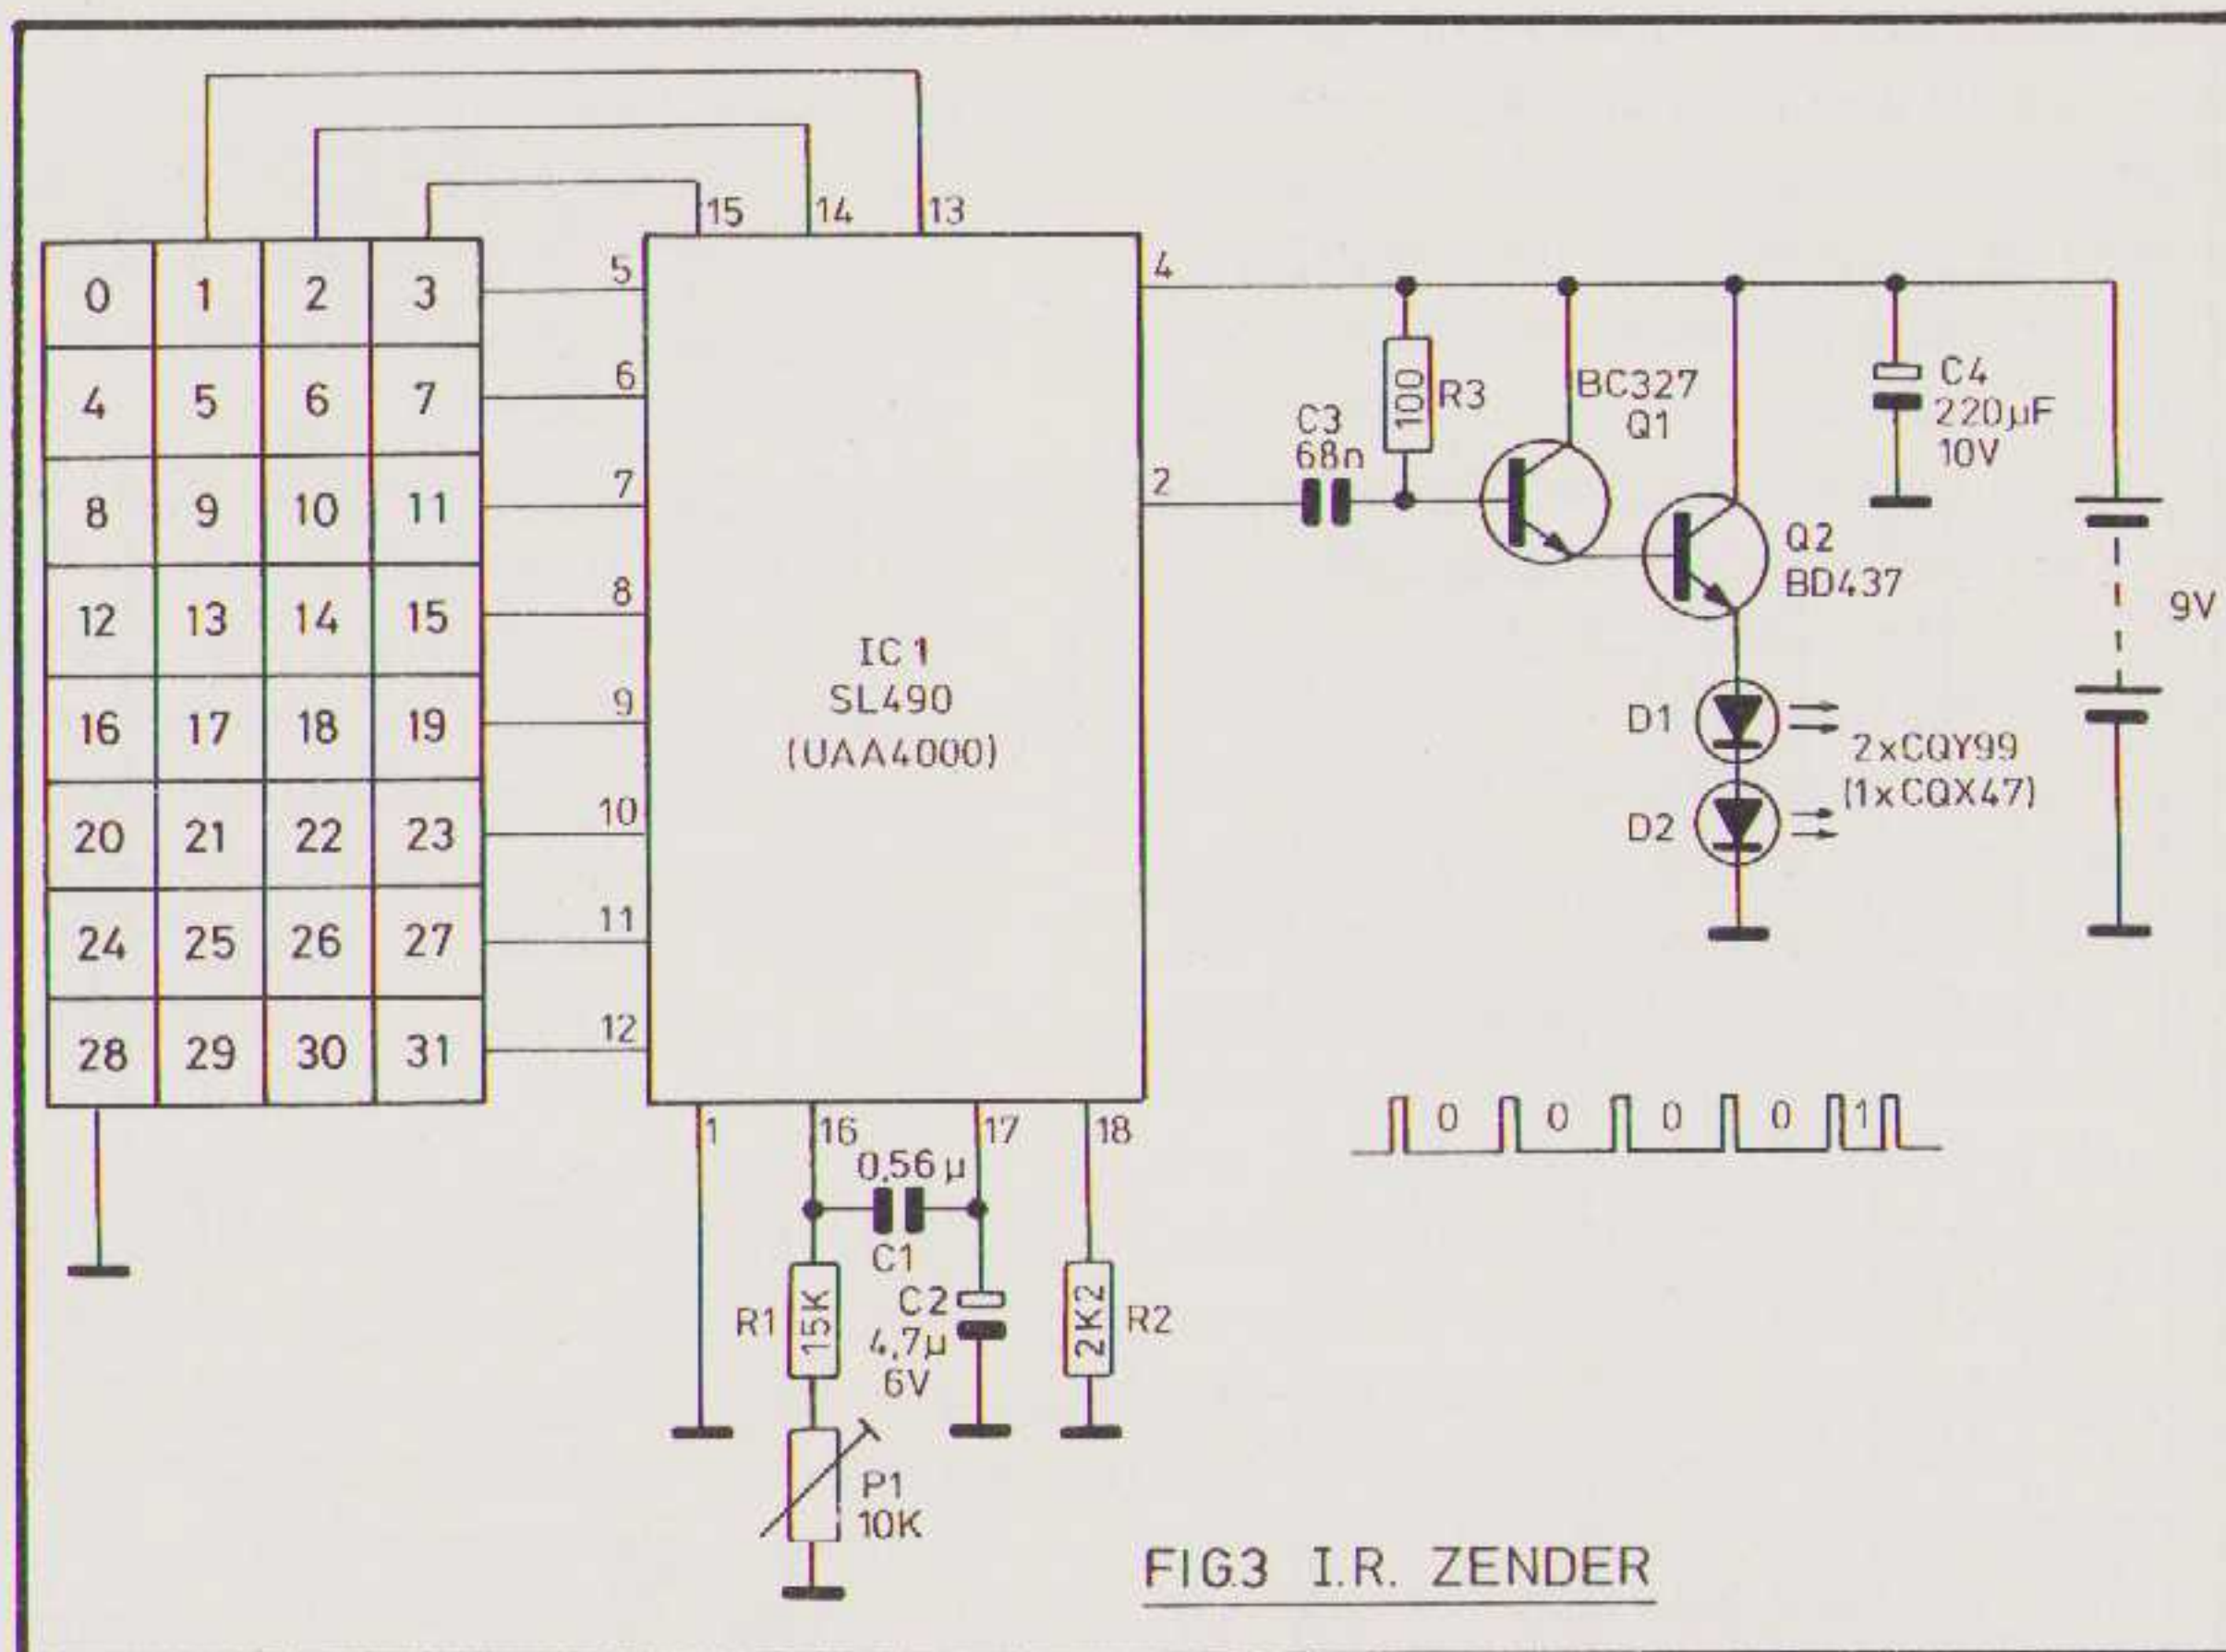 15 14 13
0 1 2 3
4 5 6 7
8 9 10 11
12 13 14 15
16 17 18 19
20 21 22 23
24 25 26 27
28 29 30 31
5
6
7
8
9
10
11
12
IC 1
SL490
(UAA4000)
4
2
1
16
17
18
0,56 µ
C1
R1
15K
C2
4,7µ
6V
2K2
R2
P1
10K
C3
68n
100
R3
BC327
Q1
Q2
BD437
C4
220µF
10V
9V
D1
D2
2xCQY99
(1xCQX47)
0 0 0 0 1
FIG.3 I.R. ZENDER